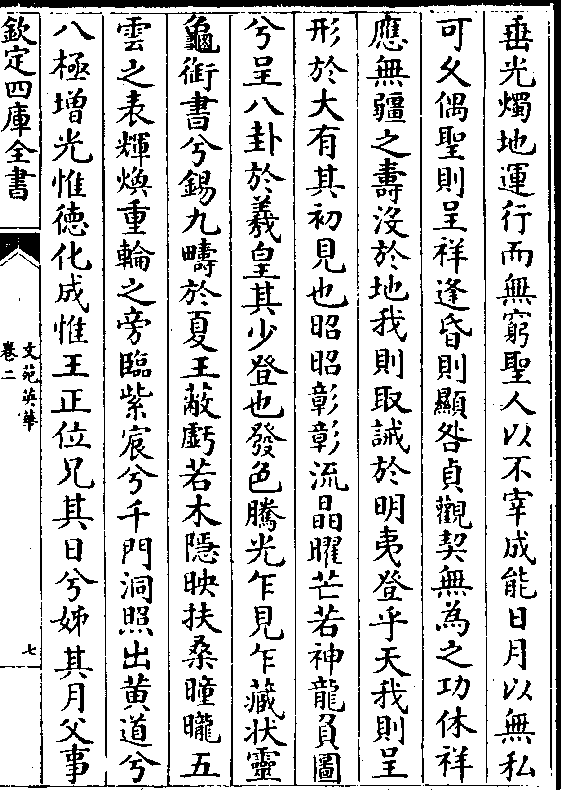 垂光燭地運行而無窮聖人以不宰成能日月以無私
可久偶聖則呈祥逢昏則顯咎貞觀契無為之功休祥
應無疆之壽沒於地我則取誡於明夷登乎天我則呈
形於大有其初見也昭昭彰彰流晶曜芒若神龍負圖
兮呈八卦於羲皇其少登也發色騰光乍見乍藏狀靈
龜銜書兮錫九疇於夏王蔽虧若木隱映扶桑曈曨五
雲之表輝煥重輪之旁臨紫宸兮千門洞照出黄道兮
八極增光惟德化成惟王正位兄其日兮姊其月父事
欽定四庫全書
文苑英華
卷二
七